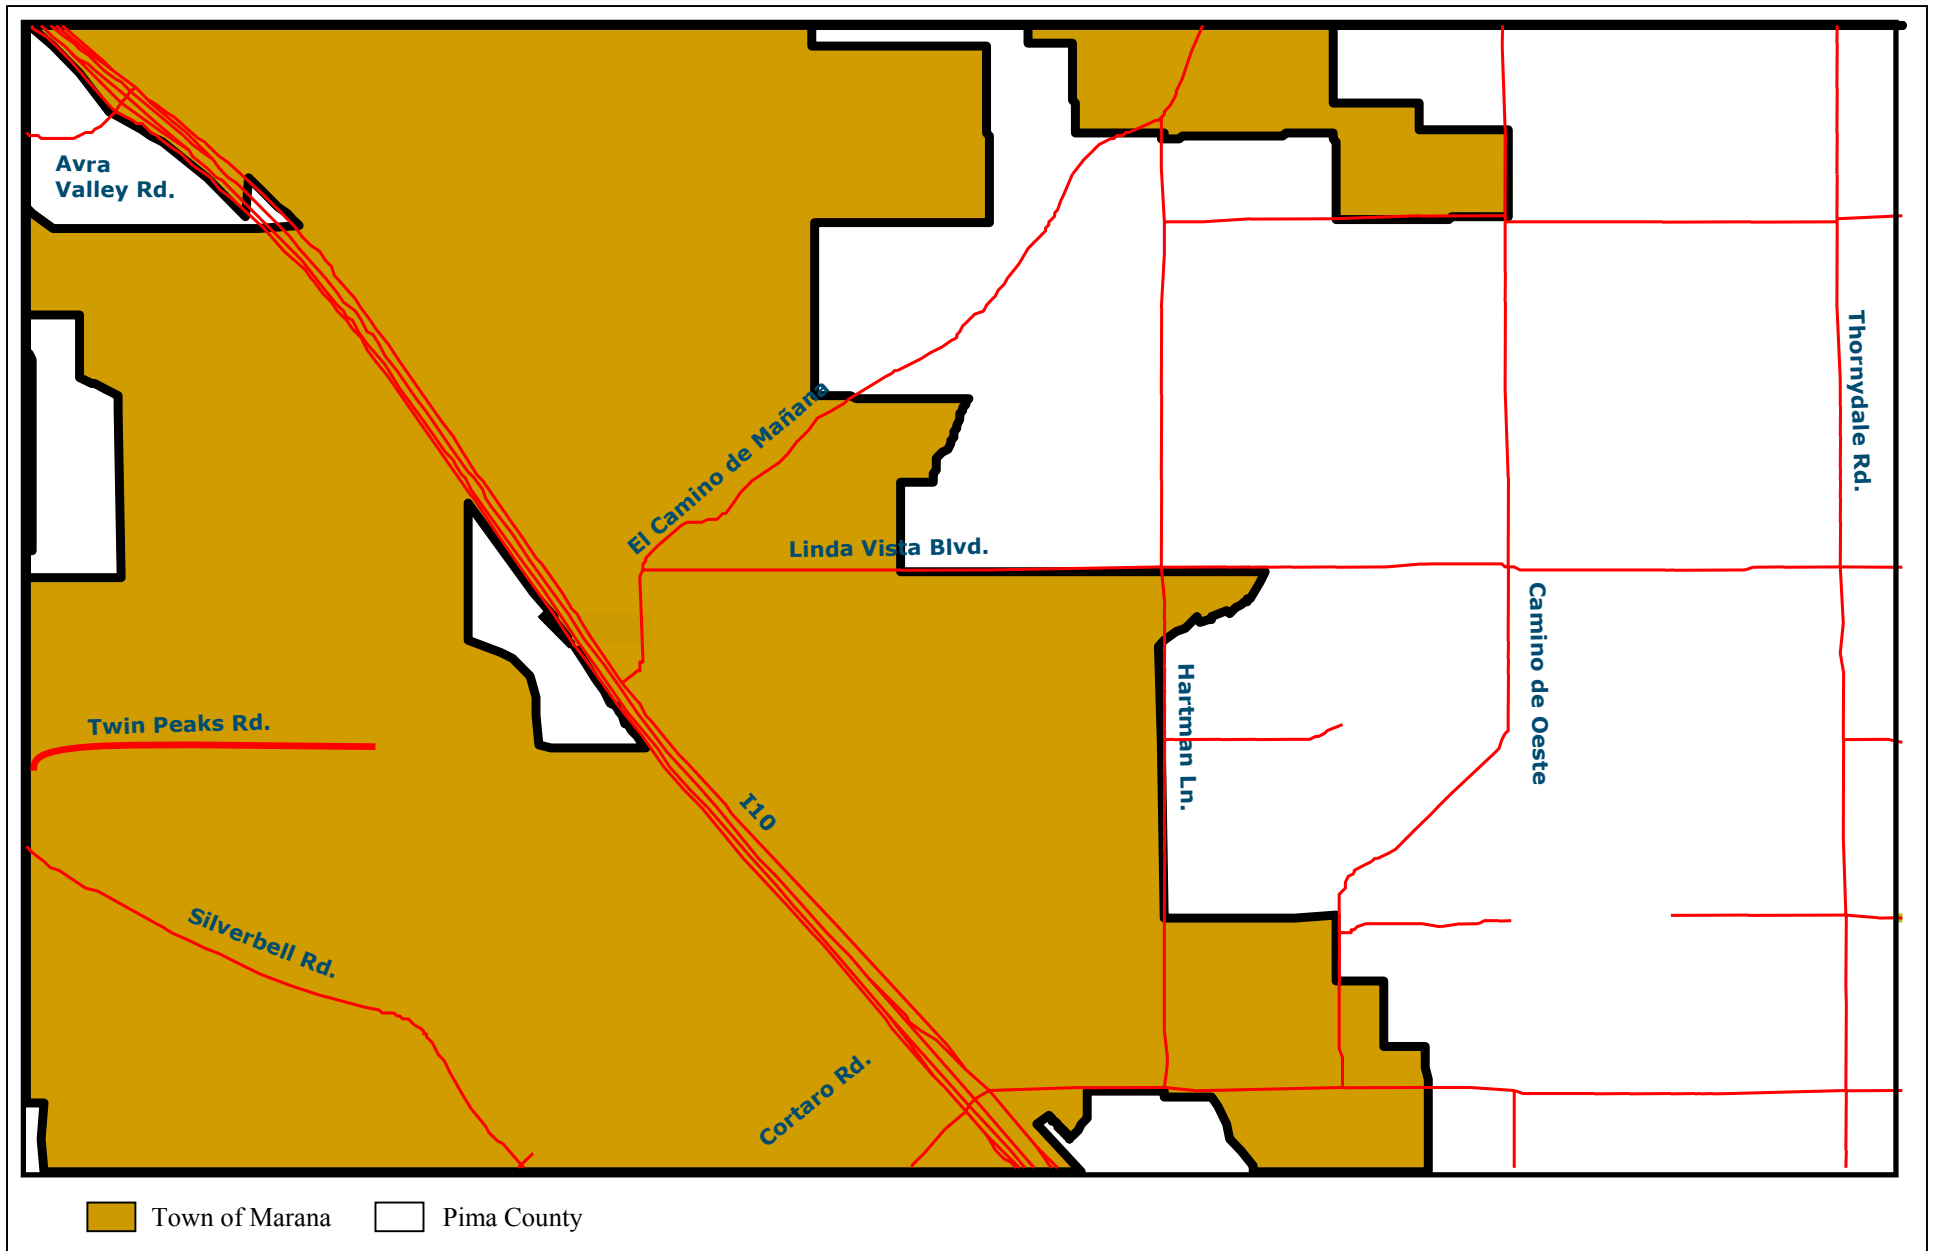 Avra
Valley Rd.
Thornydale Rd.
El Camino de Mañana
Linda Vista Blvd.
Camino de Oeste
Hartman Ln.
Twin Peaks Rd.
I10
Silverbell Rd.
Cortaro Rd.
Town of Marana
Pima County